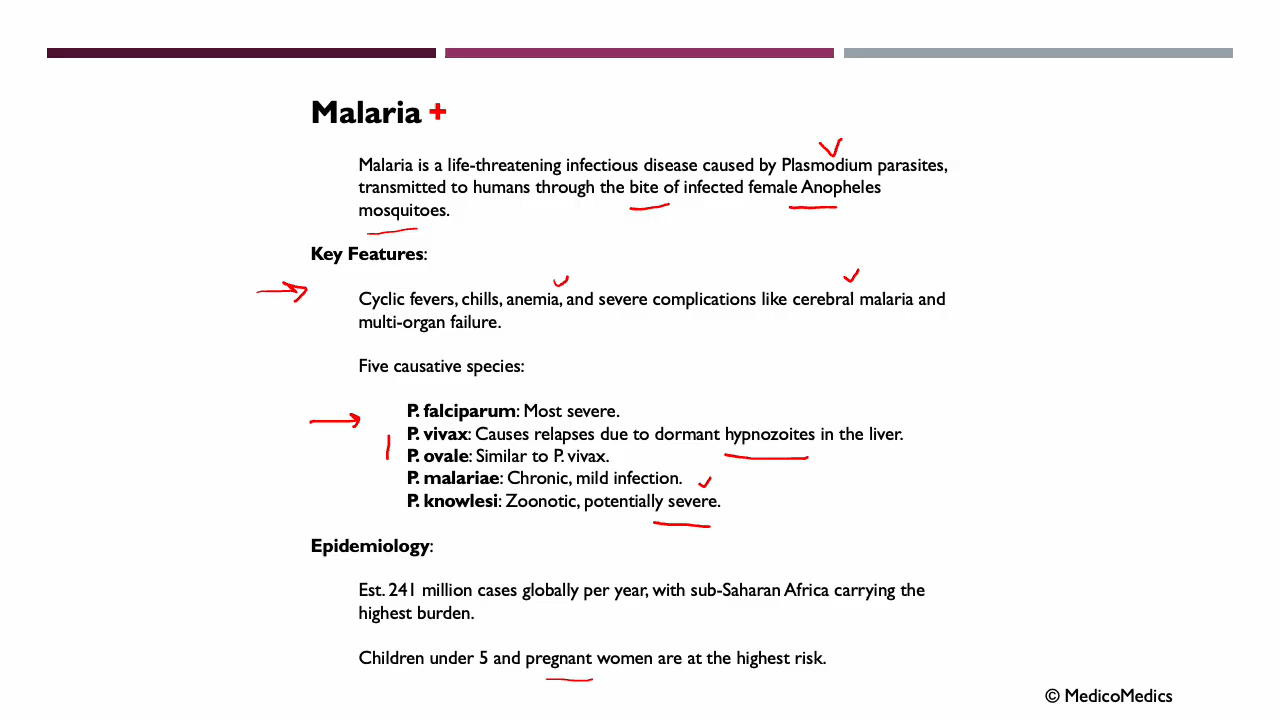 Malaria +
Malaria is a life-threatening infectious disease caused by Plasmodium parasites,
transmitted to humans through the bite of infected female Anopheles
mosquitoes.
Key Features:
Cyclic fevers, chills, anemia, and severe complications like cerebral malaria and
multi-organ failure.
Five causative species:
P. falciparum: Most severe.
P. vivax: Causes relapses due to dormant hypnozoites in the liver.
P. ovale: Similar to P. vivax.
P. malariae: Chronic, mild infection.
P. knowlesi: Zoonotic, potentially severe.
Epidemiology:
Est. 241 million cases globally per year, with sub-Saharan Africa carrying the
highest burden.
Children under 5 and pregnant women are at the highest risk.
© MedicoMedics